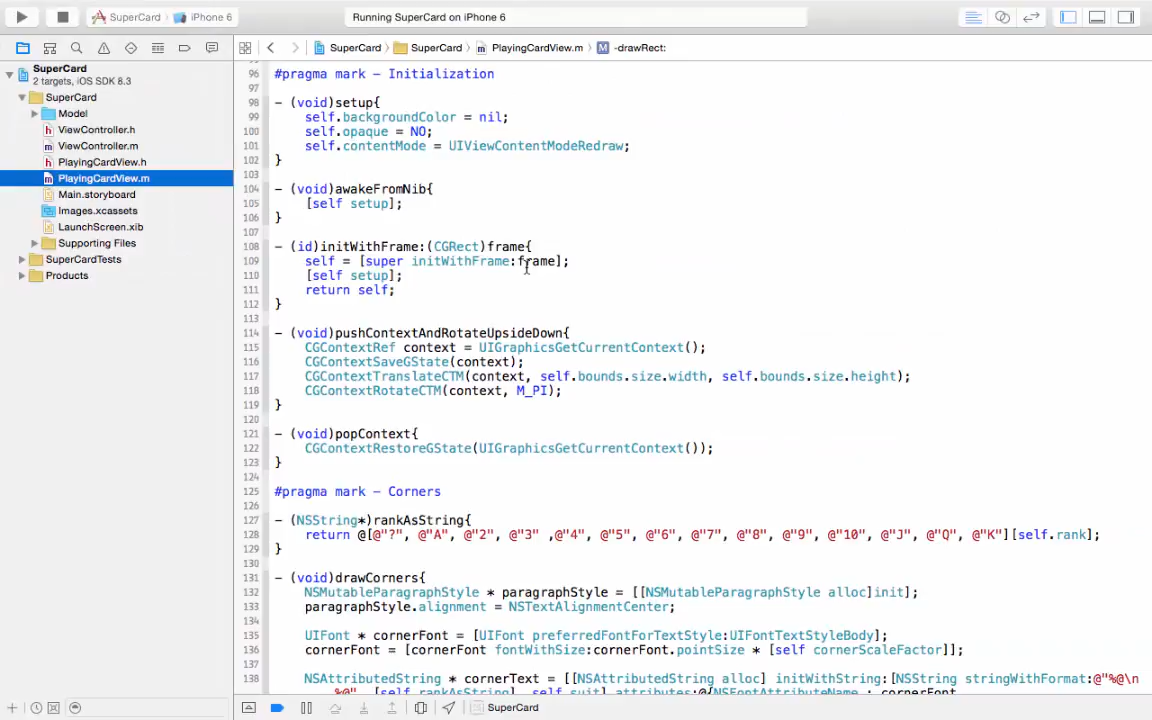 SuperCard iPhone 6
Running SuperCard on iPhone 6
SuperCard SuperCard PlayingCardView.m M -drawRect:
SuperCard
2 targets, iOS SDK 8.3
SuperCard
Model
h ViewController.h
m ViewController.m
h PlayingCardView.h
m PlayingCardView.m
Main.storyboard
Images.xcassets
LaunchScreen.xib
Supporting Files
SuperCardTests
Products
96 #pragma mark - Initialization
97
98 - (void)setup{
99 self.backgroundColor = nil;
100 self.opaque = NO;
101 self.contentMode = UIViewContentModeRedraw;
102 }
103
104 - (void)awakeFromNib{
105 [self setup];
106 }
107
108 - (id)initWithFrame:(CGRect)frame{
109 self = [super initWithFrame:frame];
110 [self setup];
111 return self;
112 }
113
114 - (void)pushContextAndRotateUpsideDown{
115 CGContextRef context = UIGraphicsGetCurrentContext();
116 CGContextSaveGState(context);
117 CGContextTranslateCTM(context, self.bounds.size.width, self.bounds.size.height);
118 CGContextRotateCTM(context, M_PI);
119 }
120
121 - (void)popContext{
122 CGContextRestoreGState(UIGraphicsGetCurrentContext());
123 }
124
125 #pragma mark - Corners
126
127 - (NSString*)rankAsString{
128 return @[@"?", @"A", @"2", @"3" ,@"4", @"5", @"6", @"7", @"8", @"9", @"10", @"J", @"Q", @"K"][self.rank];
129 }
130
131 - (void)drawCorners{
132 NSMutableParagraphStyle * paragraphStyle = [[NSMutableParagraphStyle alloc]init];
133 paragraphStyle.alignment = NSTextAlignmentCenter;
134
135 UIFont * cornerFont = [UIFont preferredFontForTextStyle:UIFontTextStyleBody];
136 cornerFont = [cornerFont fontWithSize:cornerFont.pointSize * [self cornerScaleFactor]];
137
138 NSAttributedString * cornerText = [[NSAttributedString alloc] initWithString:[NSString stringWithFormat:@"%@\n
%@", [self rankAsString], self.suit] attributes:@{NSFontAttributeName : cornerFont,
SuperCard